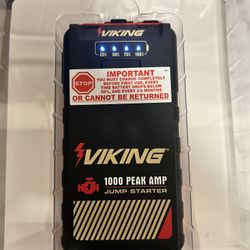 VIKING
25% 50% 75% 100%
STOP
IMPORTANT
YOU MUST CHARGE COMPLETELY
BEFORE FIRST USE, EVERY
TIME BATTERY DROPS BELOW
50%, AND EVERY 3-6 MONTHS
OR CANNOT BE RETURNED
VIKING
1000 PEAK AMP
JUMP STARTER